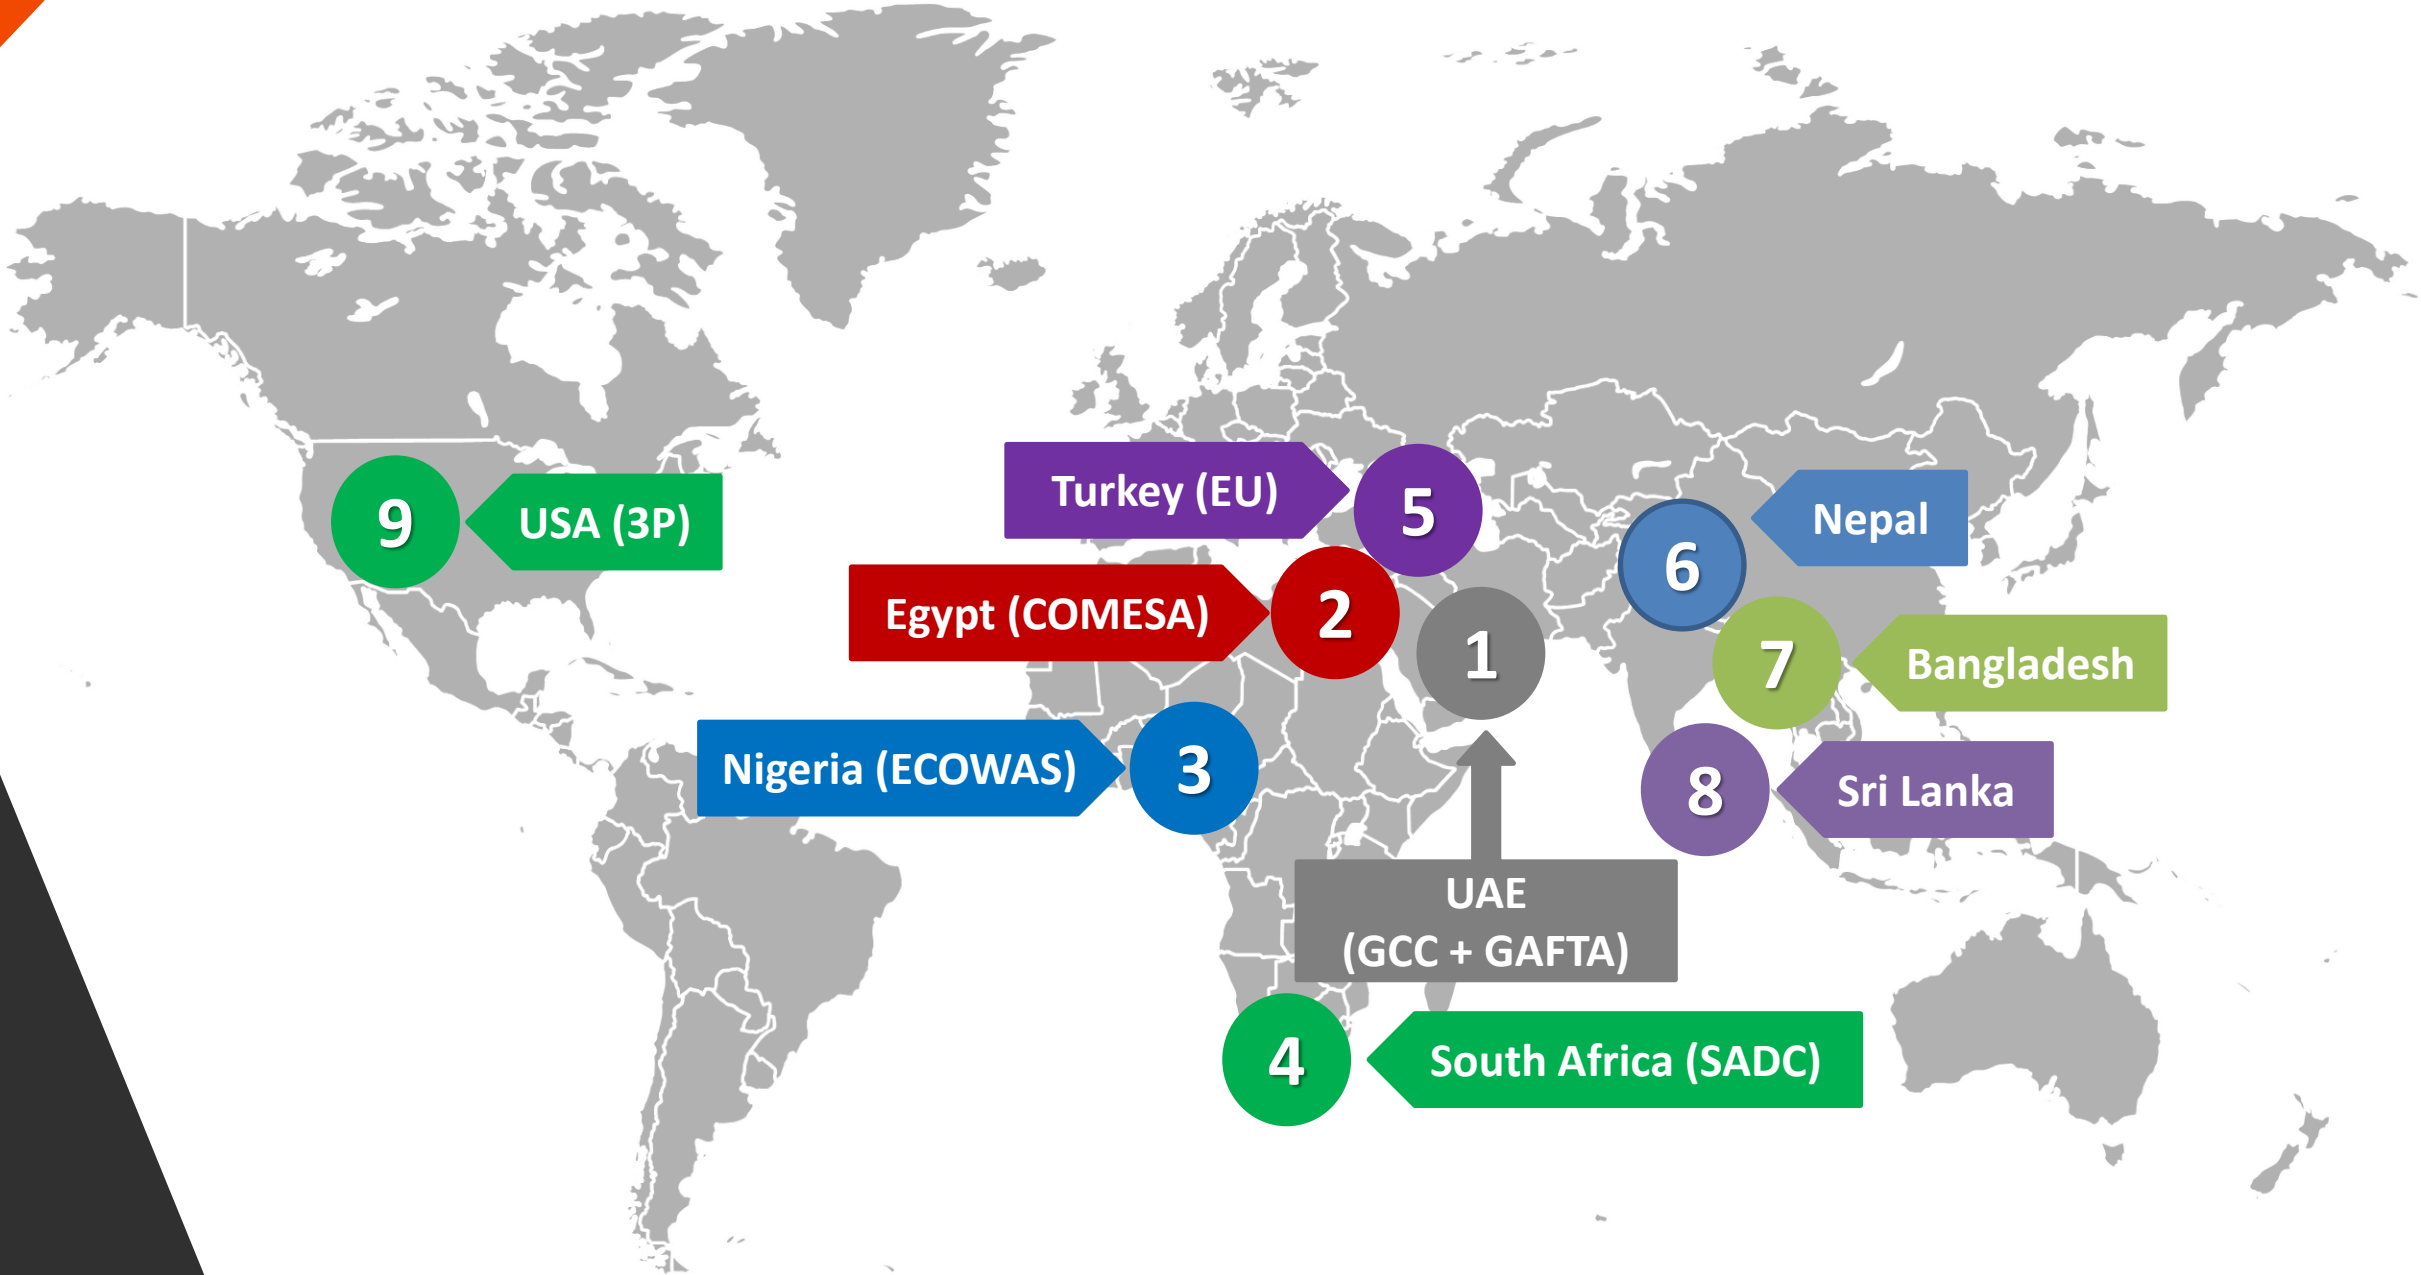 Turkey (EU)
5
9
USA (3P)
Nepal
6
Egypt (COMESA)
2
1
7
Bangladesh
Nigeria (ECOWAS)
3
8
Sri Lanka
UAE
(GCC + GAFTA)
4
South Africa (SADC)